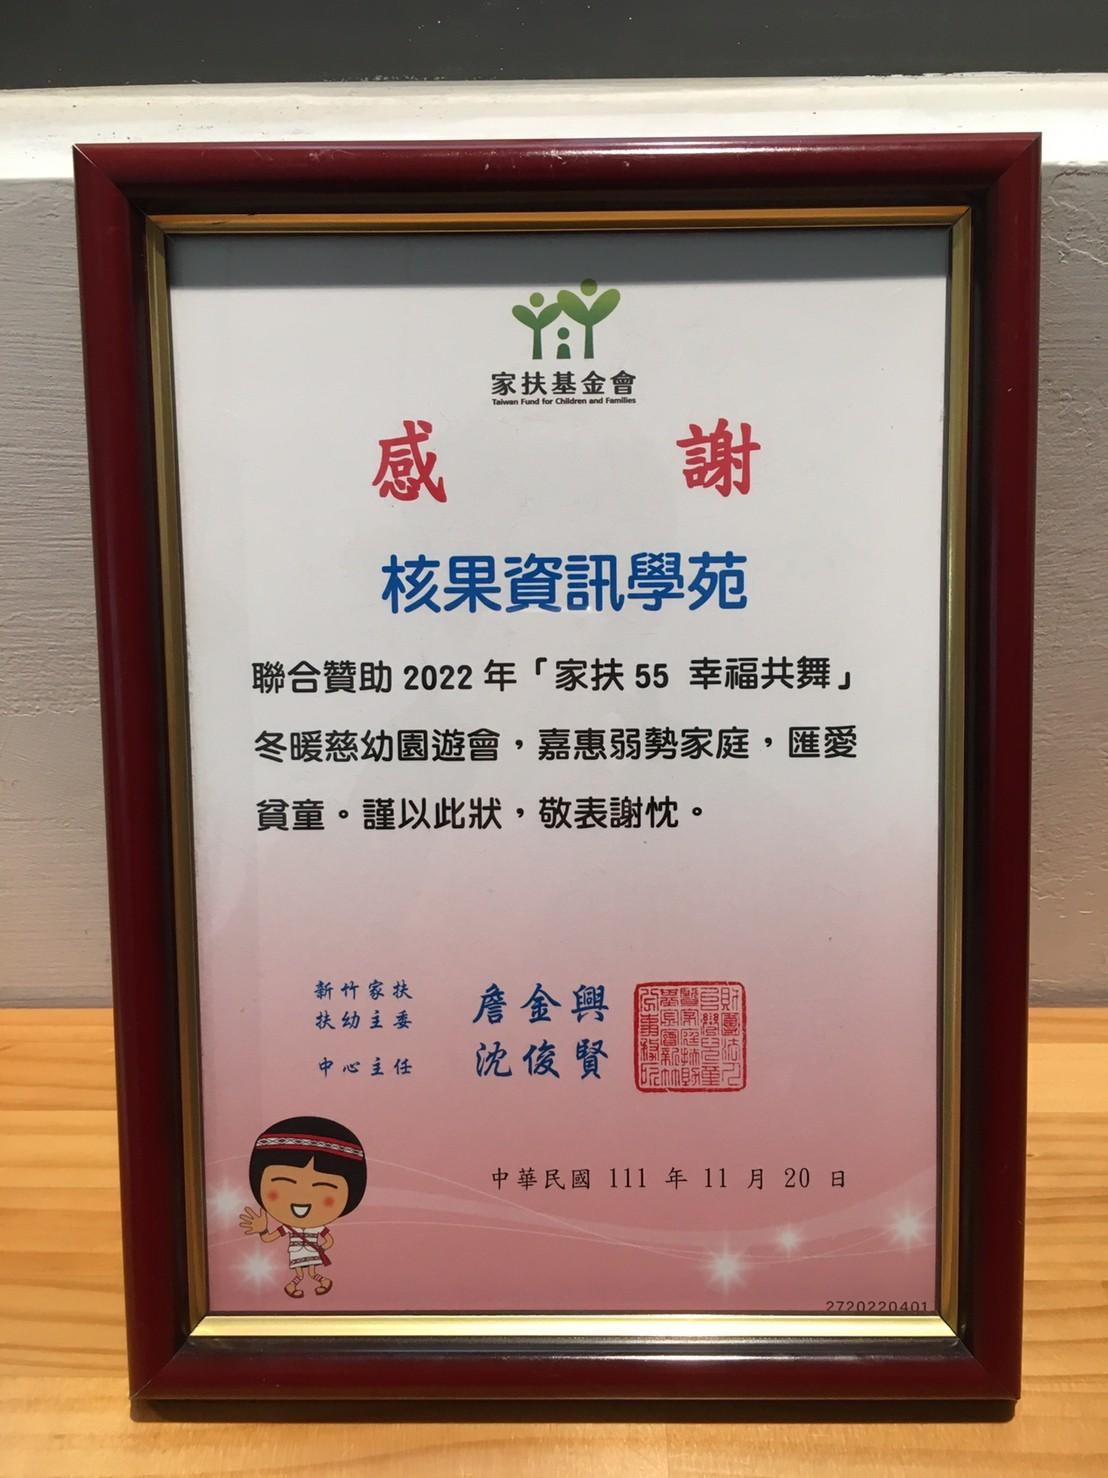 家扶基金會
Taiwan Fund for Children and Families
感 謝
核果資訊學苑
聯合贊助 2022 年「家扶 55 幸福共舞」
冬暖慈幼園遊會，嘉惠弱勢家庭，匯愛
貧童。謹以此狀，敬表謝忱。
新竹家扶
扶幼主委 詹金興
中心主任 沈俊賢
中華民國 111 年 11 月 20 日
2720220401